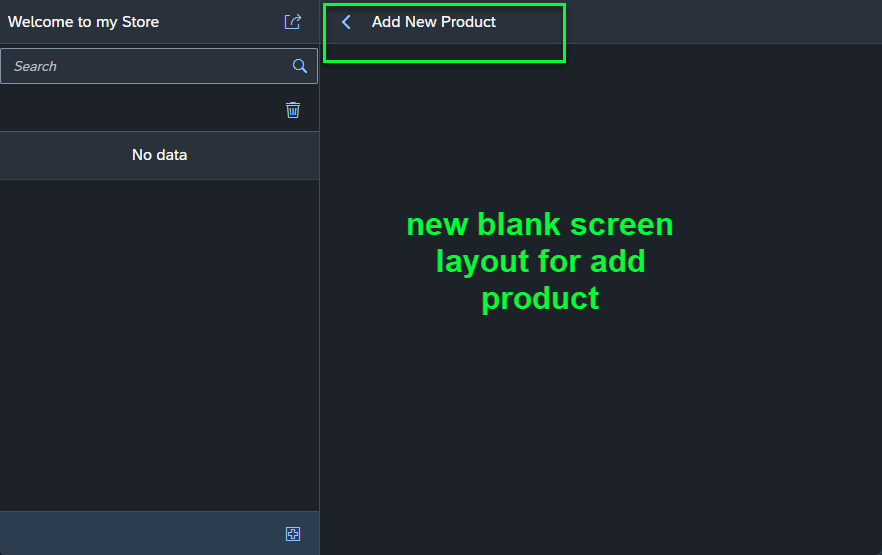 Welcome to my Store
Add New Product
Search
No data
new blank screen
layout for add
product